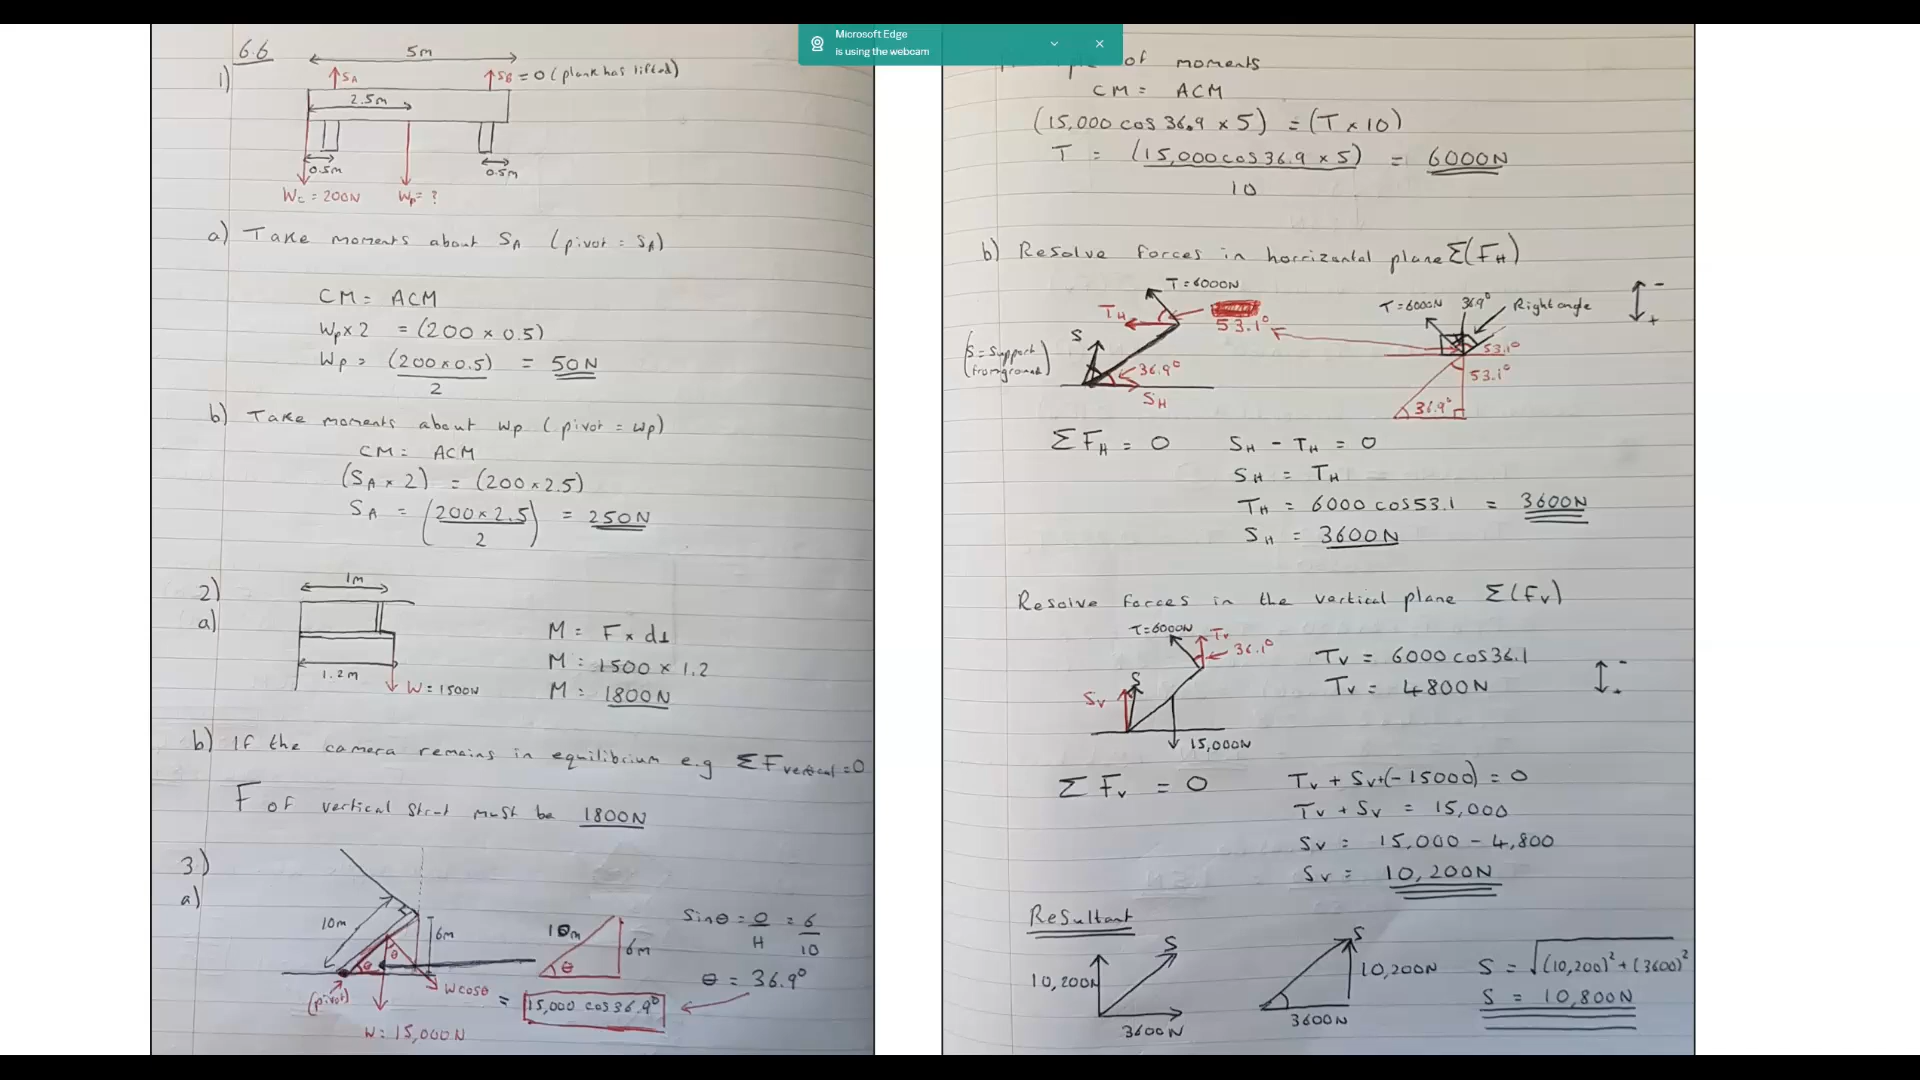 6.6
5m
1)
SA
SB = 0 (plank has lifted)
2.5m
0.5m
0.5m
Wc = 200N
Wp = ?
a) Take moments about SA (pivot = SA)
CM = ACM
Wp x 2 = (200 x 0.5)
Wp = (200 x 0.5) = 50N
2
b) Take moments about Wp (pivot = Wp)
CM = ACM
(SA x 2) = (200 x 2.5)
SA = (200 x 2.5) = 250N
2
2)
1m
a)
1.2m
W = 1500N
M = F x d⊥
M = 1500 x 1.2
M = 1800N
b) If the camera remains in equilibrium e.g ΣFvertical = 0
F of vertical strut must be 1800N
3)
a)
10m
6m
θ
θ
(pivot)
W cosθ = 15,000 cos 36.9°
W = 15,000N
10m
6m
θ
Sinθ = O = 6
H 10
θ = 36.9°
Microsoft Edge
is using the webcam
of moments
CM = ACM
(15,000 cos 36.9 x 5) = (T x 10)
T = (15,000 cos 36.9 x 5) = 6000N
10
b) Resolve forces in horrizontal plane Σ(FH)
T = 6000N
TH
53.1°
S
(S = Support from ground)
36.9°
SH
T = 6000N
36.9°
Right angle
53.1°
53.1°
36.9°
-
+
ΣFH = 0 SH - TH = 0
SH = TH
TH = 6000 cos 53.1 = 3600N
SH = 3600N
Resolve forces in the vertical plane Σ(FV)
T = 6000N
Tv
36.1°
S
Sv
15,000N
Tv = 6000 cos 36.1
Tv = 4800N
-
+
ΣFv = 0 Tv + Sv + (-15000) = 0
Tv + Sv = 15,000
Sv = 15,000 - 4,800
Sv = 10,200N
Resultant
S
10,200N
3600N
S
10,200N
3600N
S = √(10,200)² + (3600)²
S = 10,800N